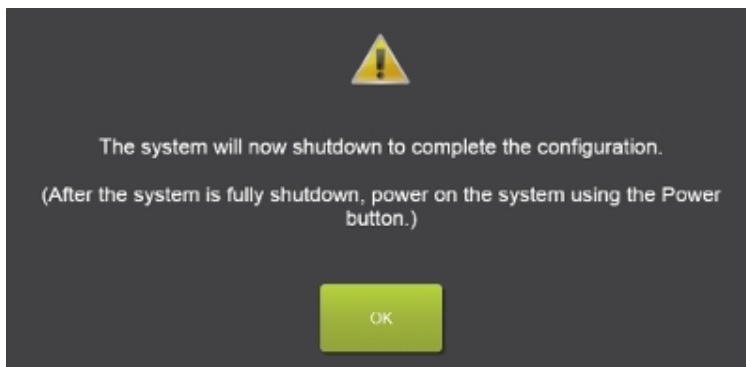 The system will now shutdown to complete the configuration.
(After the system is fully shutdown, power on the system using the Power
button.)
OK